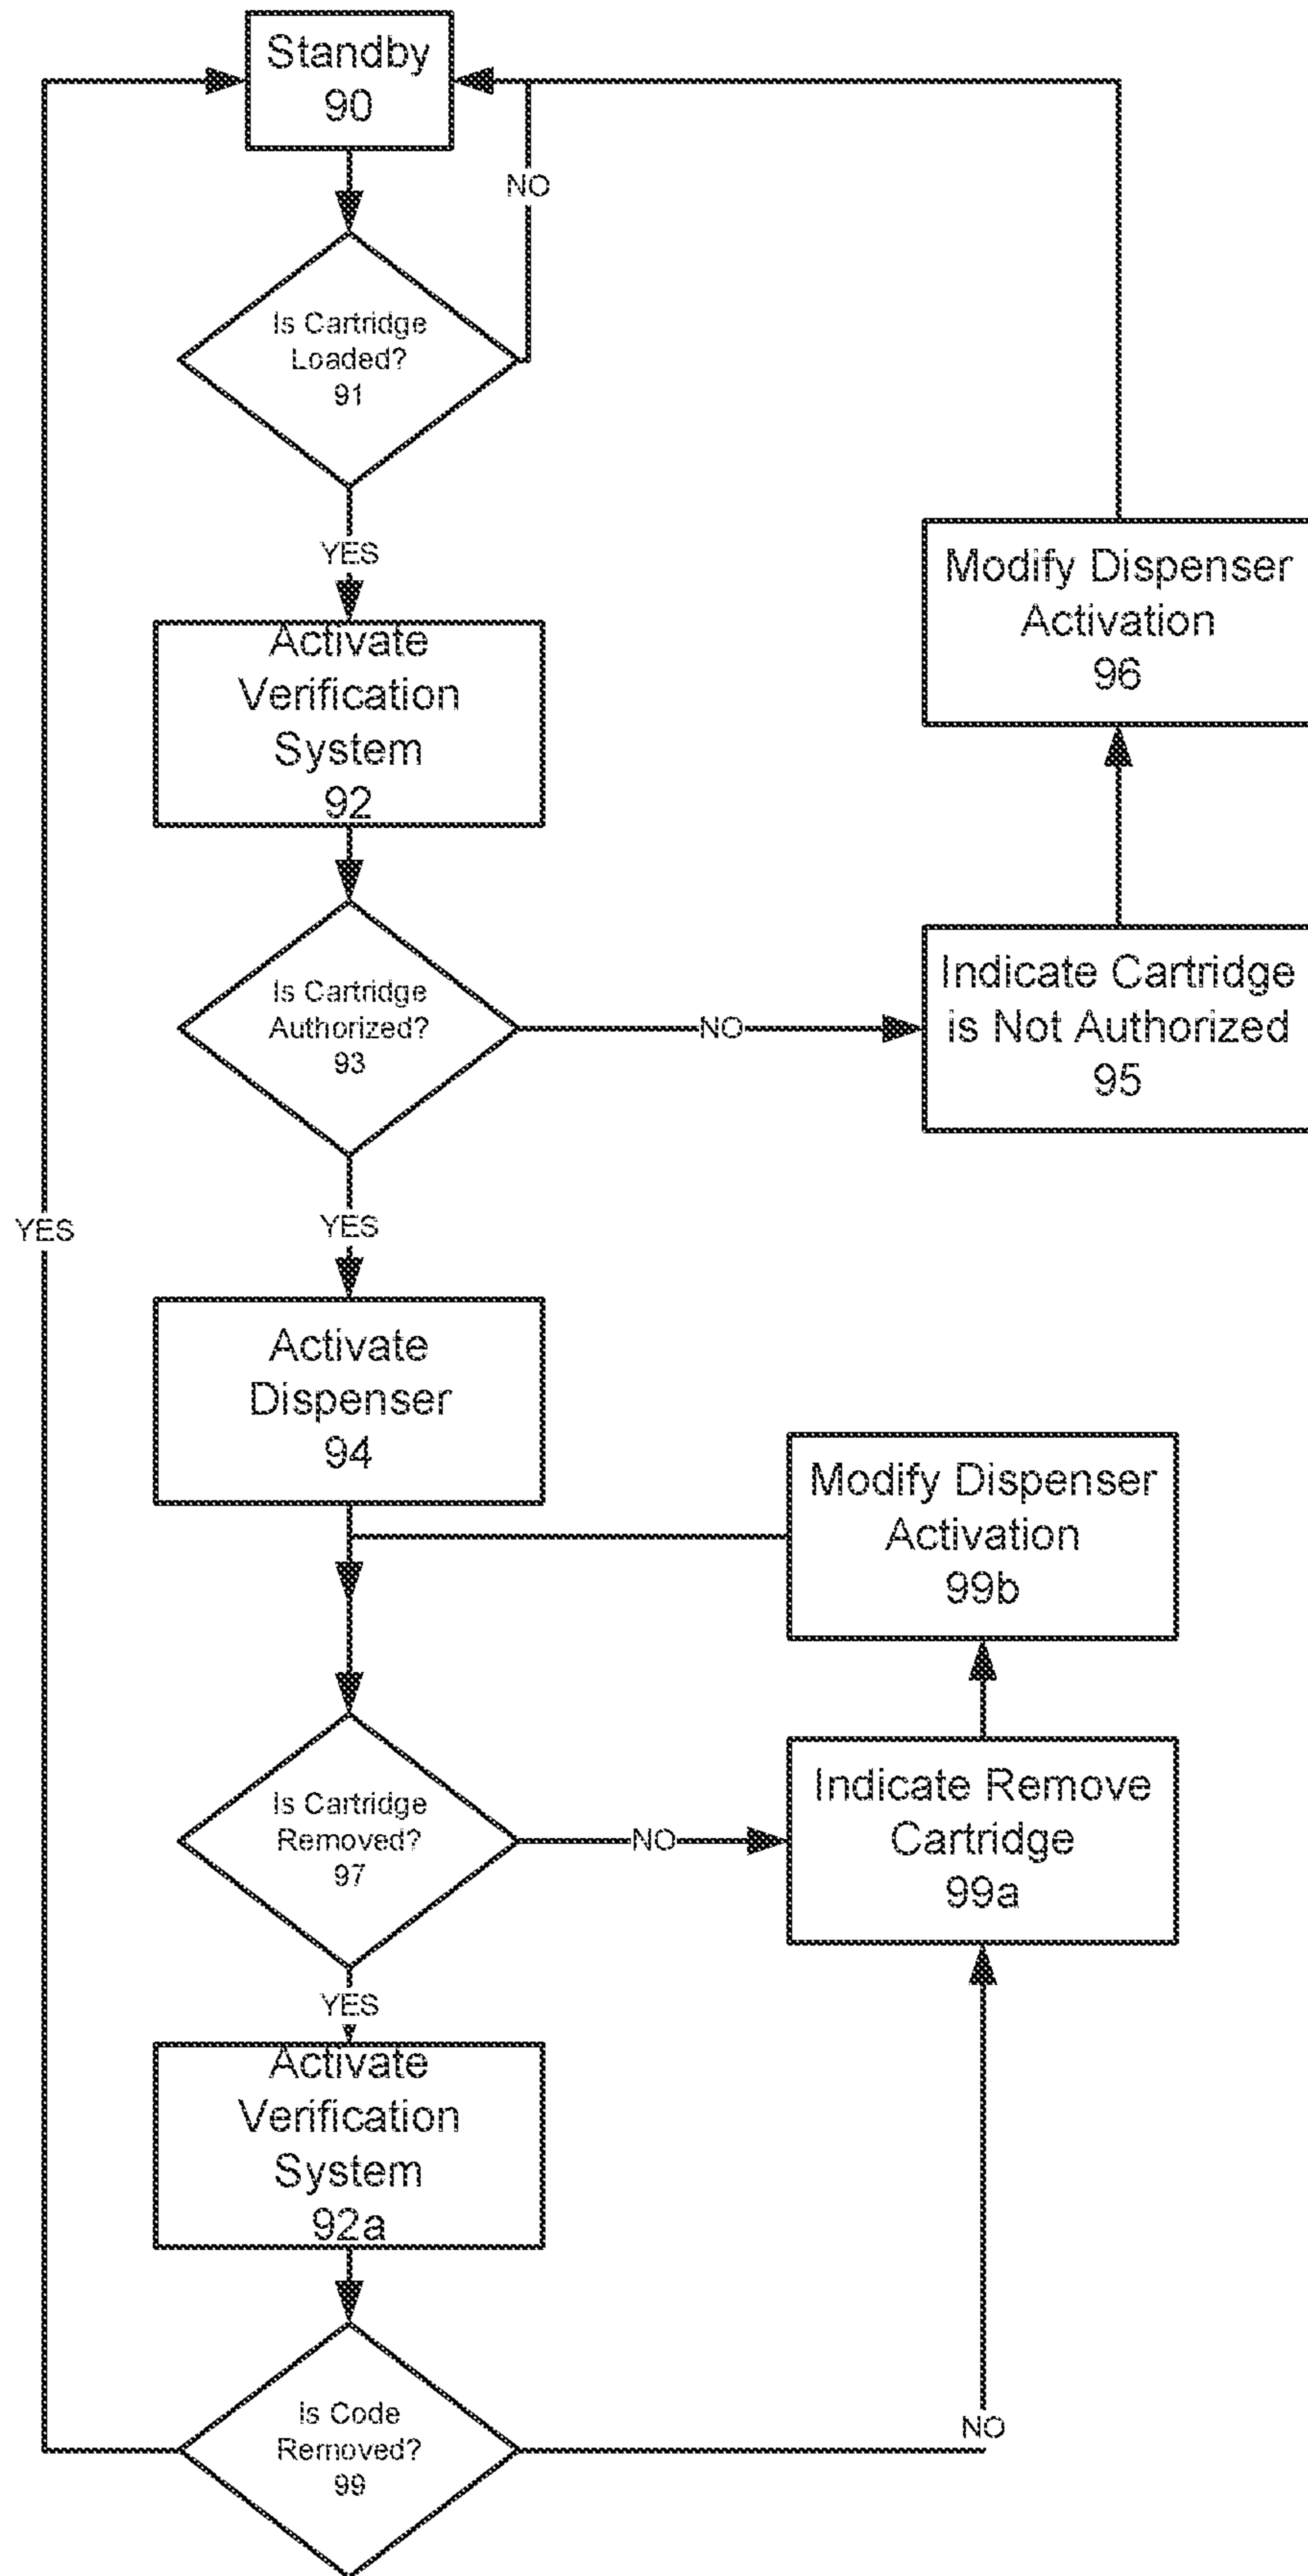 Standby
90
NO
Is Cartridge
Loaded?
91
YES
Modify Dispenser
Activation
96
Activate
Verification
System
92
Is Cartridge
Authorized?
93
NO
Indicate Cartridge
is Not Authorized
95
YES
YES
Activate
Dispenser
94
Modify Dispenser
Activation
99b
Is Cartridge
Removed?
97
NO
Indicate Remove
Cartridge
99a
YES
Activate
Verification
System
92a
Is Code
Removed?
99
NO